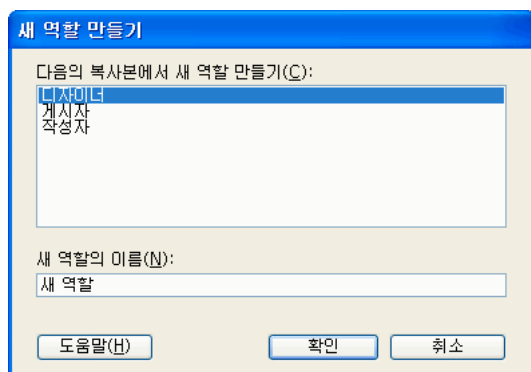 새 역할 만들기
다음의 복사본에서 새 역할 만들기(C):
디자이너
게시자
작성자
새 역할의 이름(N):
새 역할
도움말(H) 확인 취소